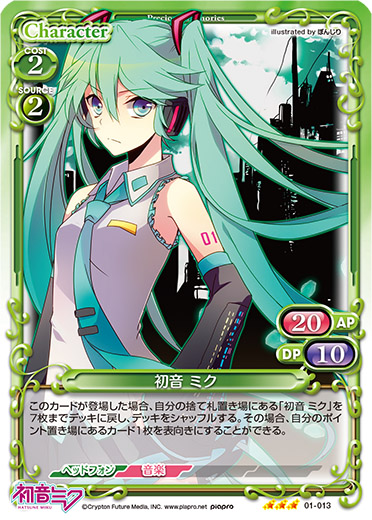 Precious Memories
illustrated by ぽんじり
Character
COST
2
SOURCE
2
01
20 AP
DP 10
初音 ミク
このカードが登場した場合、自分の捨て札置き場にある「初音 ミク」を
7枚までデッキに戻し、デッキをシャッフルする。その場合、自分のポイ
ント置き場にあるカード1枚を表向きにすることができる。
ヘッドフォン 音楽
初音ミク
HATSUNE MIKU
©Crypton Future Media, INC. www.piapro.net piapro
★★★ 01-013